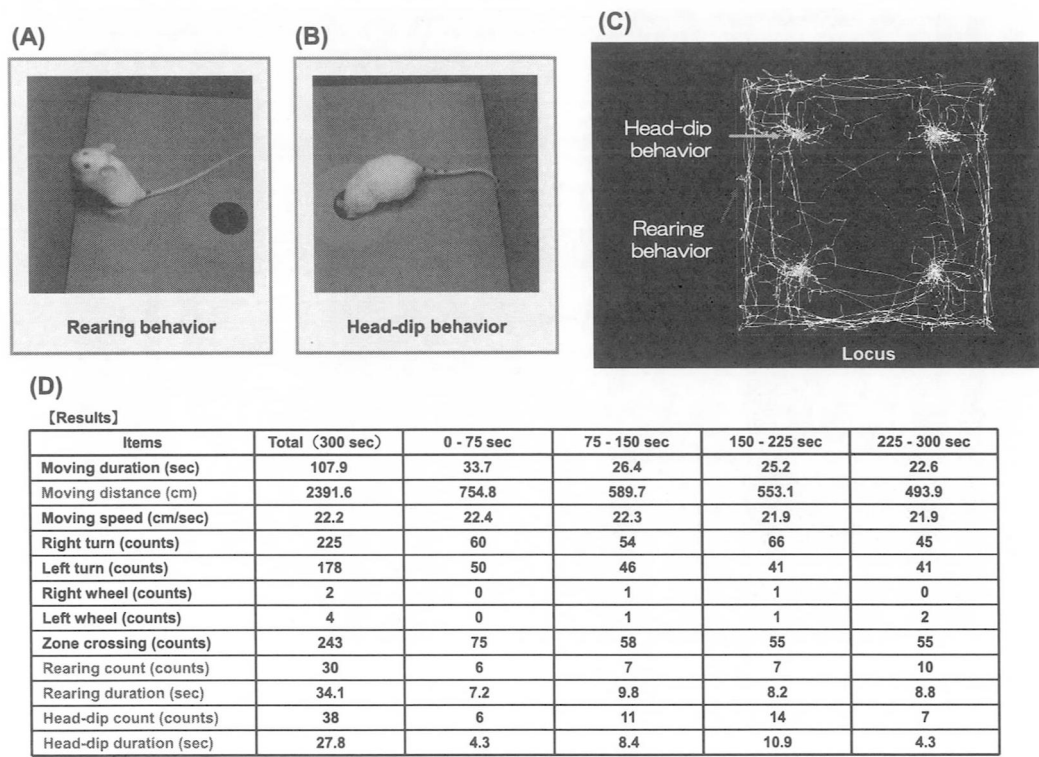 (A)
Rearing behavior
(B)
Head-dip behavior
(C)
Head-dip
behavior
Rearing
behavior
Locus
(D)
【Results】
Items Total (300 sec) 0 - 75 sec 75 - 150 sec 150 - 225 sec 225 - 300 sec
Moving duration (sec) 107.9 33.7 26.4 25.2 22.6
Moving distance (cm) 2391.6 754.8 589.7 553.1 493.9
Moving speed (cm/sec) 22.2 22.4 22.3 21.9 21.9
Right turn (counts) 225 60 54 66 45
Left turn (counts) 178 50 46 41 41
Right wheel (counts) 2 0 1 1 0
Left wheel (counts) 4 0 1 1 2
Zone crossing (counts) 243 75 58 55 55
Rearing count (counts) 30 6 7 7 10
Rearing duration (sec) 34.1 7.2 9.8 8.2 8.8
Head-dip count (counts) 38 6 11 14 7
Head-dip duration (sec) 27.8 4.3 8.4 10.9 4.3